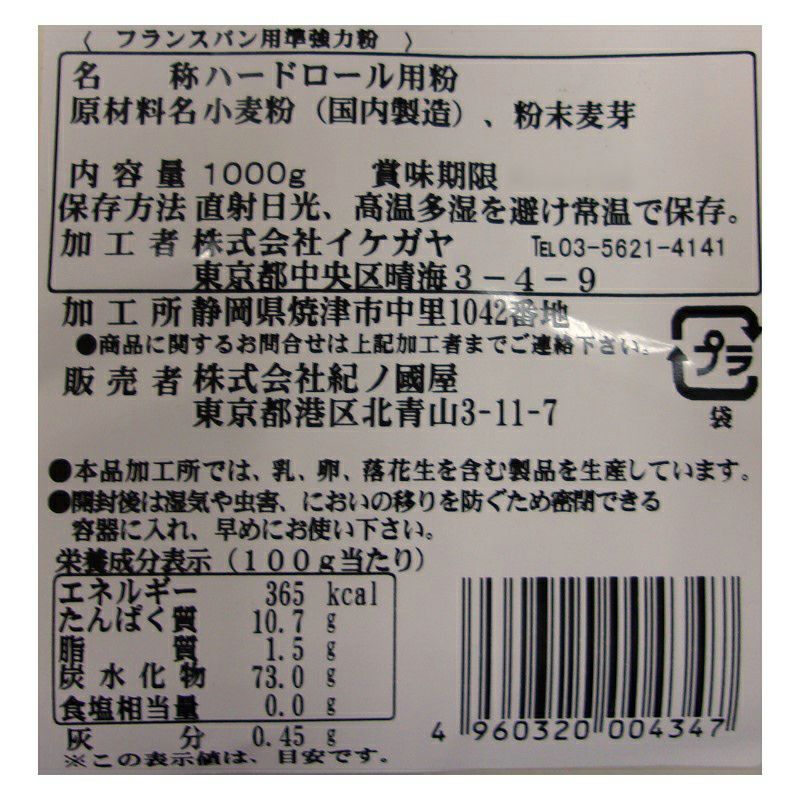 〈 フランスパン用準強力粉 〉
名 称 ハードロール用粉
原材料名 小麦粉（国内製造）、粉末麦芽
内容量 1000g 賞味期限
保存方法 直射日光、高温多湿を避け常温で保存。
加工者 株式会社イケガヤ ℡03-5621-4141
東京都中央区晴海3-4-9
加工所 静岡県焼津市中里1042番地
●商品に関するお問合せは上記加工者までご連絡下さい。
プラ
袋
販売者 株式会社紀ノ國屋
東京都港区北青山3-11-7
●本品加工所では、乳、卵、落花生を含む製品を生産しています。
●開封後は湿気や虫害、においの移りを防ぐため密閉できる
容器に入れ、早めにお使い下さい。
栄養成分表示（100g当たり）
エネルギー 365 kcal
たんぱく質 10.7 g
脂質 1.5 g
炭水化物 73.0 g
食塩相当量 0.0 g
灰分 0.45 g
※この表示値は、目安です。
4 960320 004347